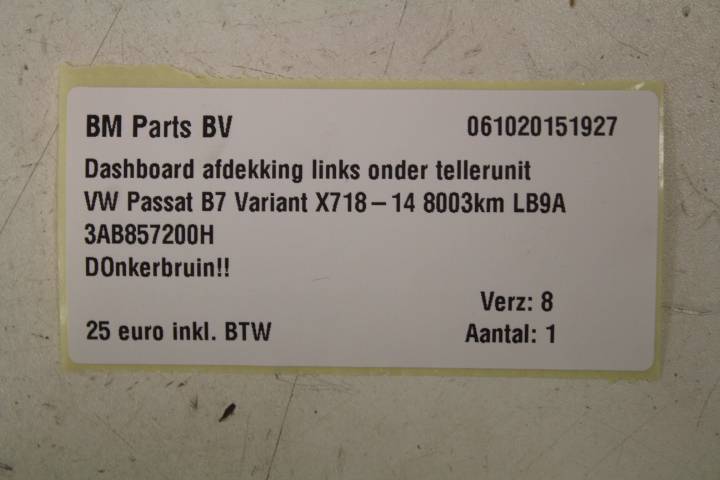 BM Parts BV 061020151927
Dashboard afdekking links onder tellerunit
VW Passat B7 Variant X718-14 8003km LB9A
3AB857200H
DOnkerbruin!!
Verz: 8
25 euro inkl. BTW Aantal: 1